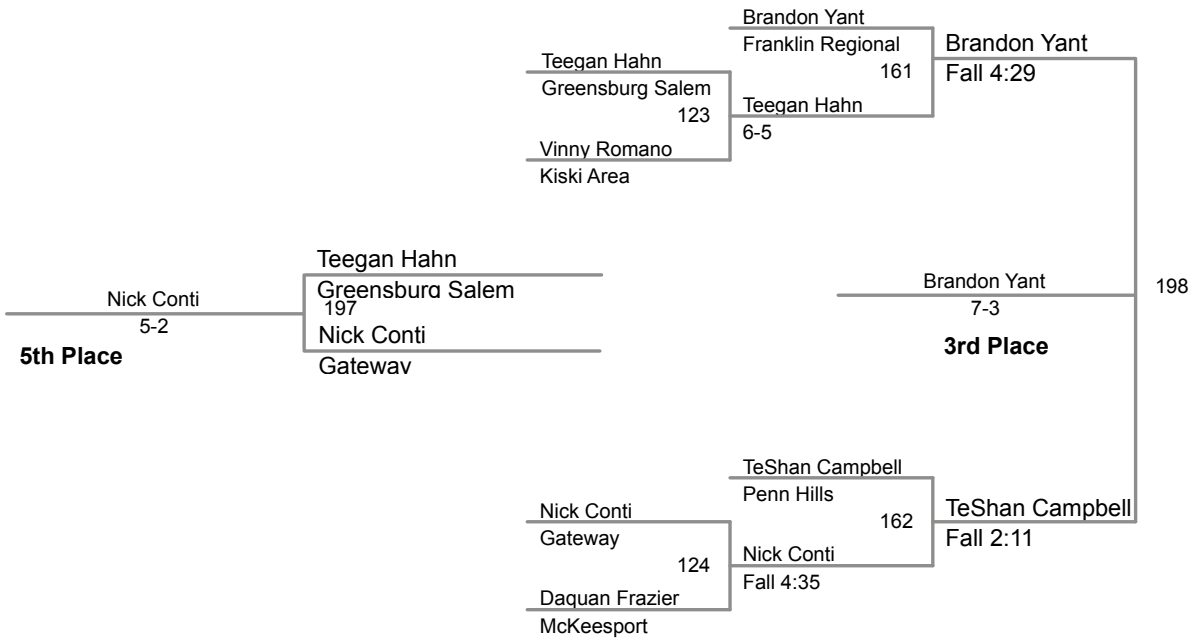 Brandon Yant
Franklin Regional
161
Brandon Yant
Fall 4:29
Teegan Hahn
Greensburg Salem
123
Teegan Hahn
6-5
Vinny Romano
Kiski Area
Teegan Hahn
Greensburg Salem
197
Nick Conti
5-2
5th Place
Nick Conti
Gateway
Brandon Yant
7-3
3rd Place
198
TeShan Campbell
Penn Hills
162
TeShan Campbell
Fall 2:11
Nick Conti
Gateway
124
Nick Conti
Fall 4:35
Daquan Frazier
McKeesport